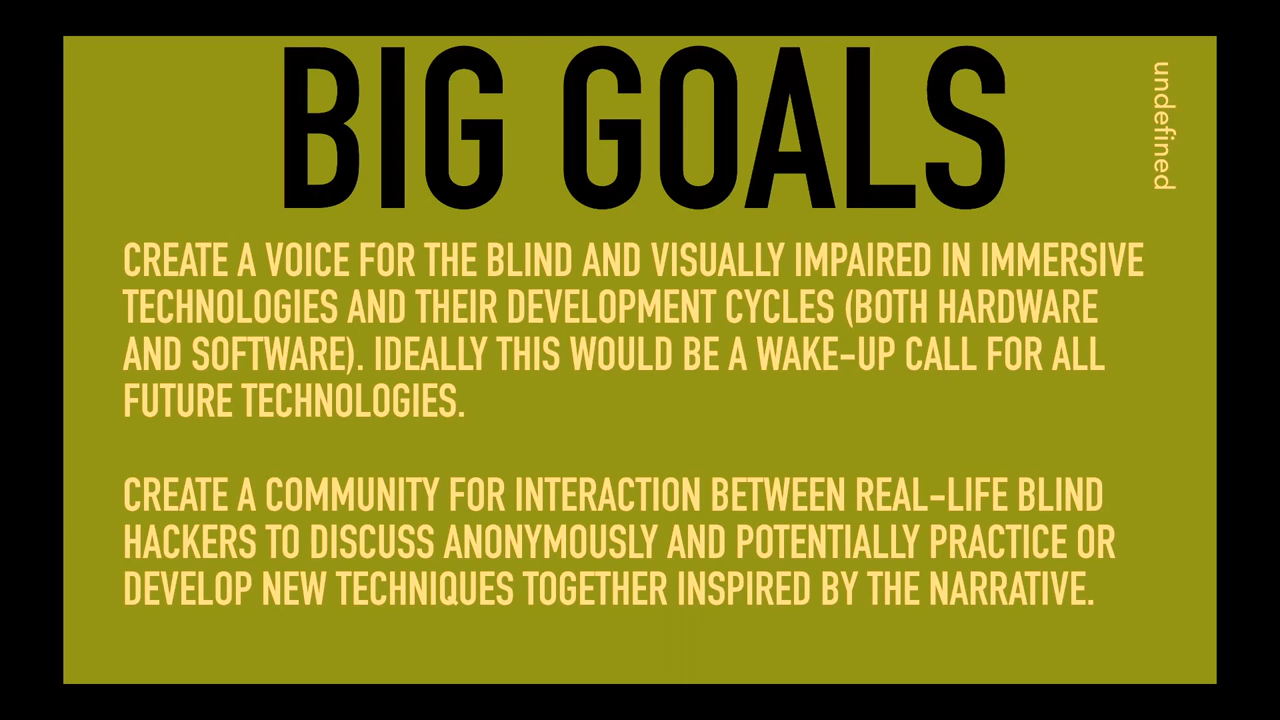 BIG GOALS
undefined
CREATE A VOICE FOR THE BLIND AND VISUALLY IMPAIRED IN IMMERSIVE
TECHNOLOGIES AND THEIR DEVELOPMENT CYCLES (BOTH HARDWARE
AND SOFTWARE). IDEALLY THIS WOULD BE A WAKE-UP CALL FOR ALL
FUTURE TECHNOLOGIES.
CREATE A COMMUNITY FOR INTERACTION BETWEEN REAL-LIFE BLIND
HACKERS TO DISCUSS ANONYMOUSLY AND POTENTIALLY PRACTICE OR
DEVELOP NEW TECHNIQUES TOGETHER INSPIRED BY THE NARRATIVE.